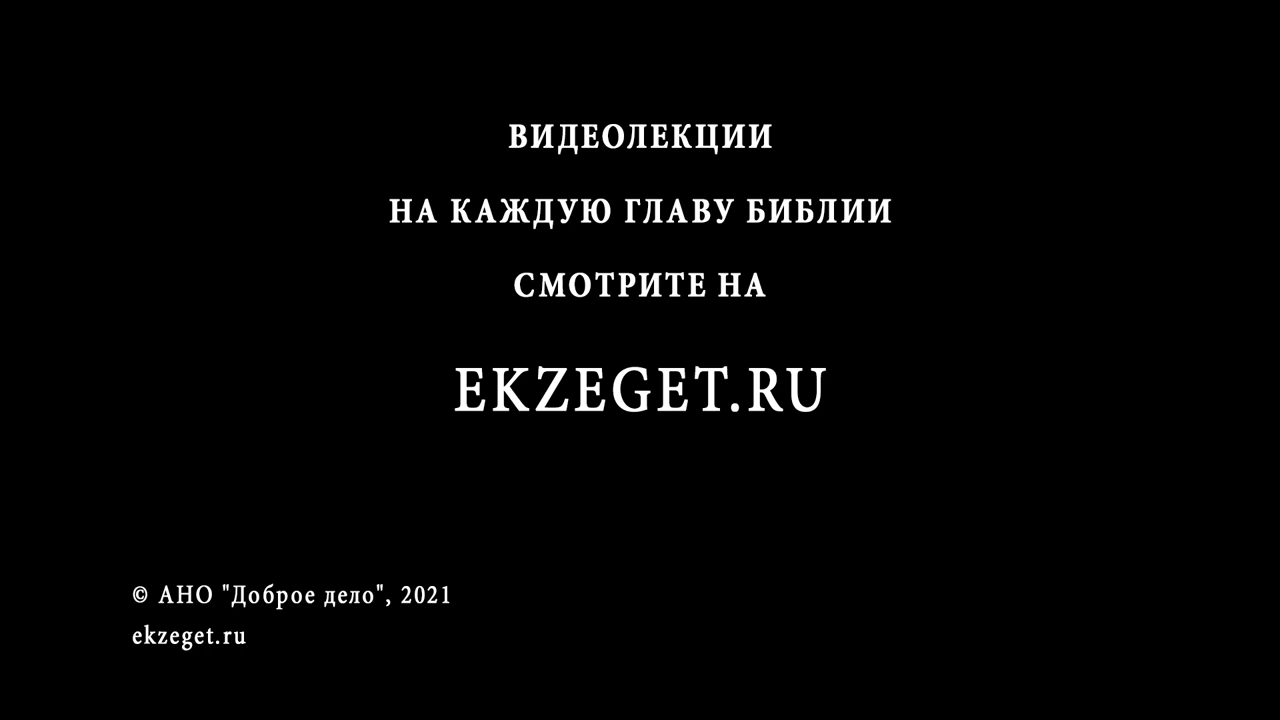 ВИДЕОЛЕКЦИИ
НА КАЖДУЮ ГЛАВУ БИБЛИИ
СМОТРИТЕ НА
EKZEGET.RU
© АНО "Доброе дело", 2021
ekzeget.ru